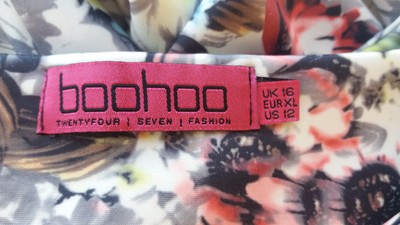 boohoo
TWENTYFOUR | SEVEN | FASHION
UK 16
EUR XL
US 12